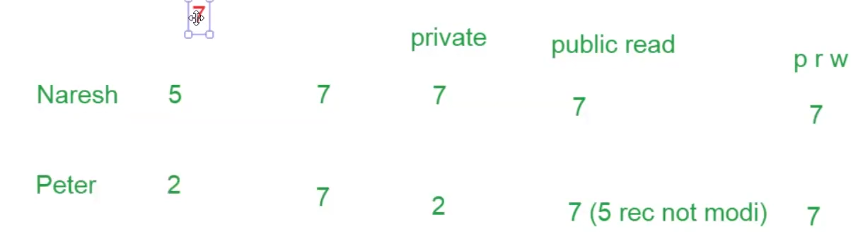 7
private public read p r w
Naresh 5 7 7 7 7
Peter 2 7 2 7 (5 rec not modi) 7